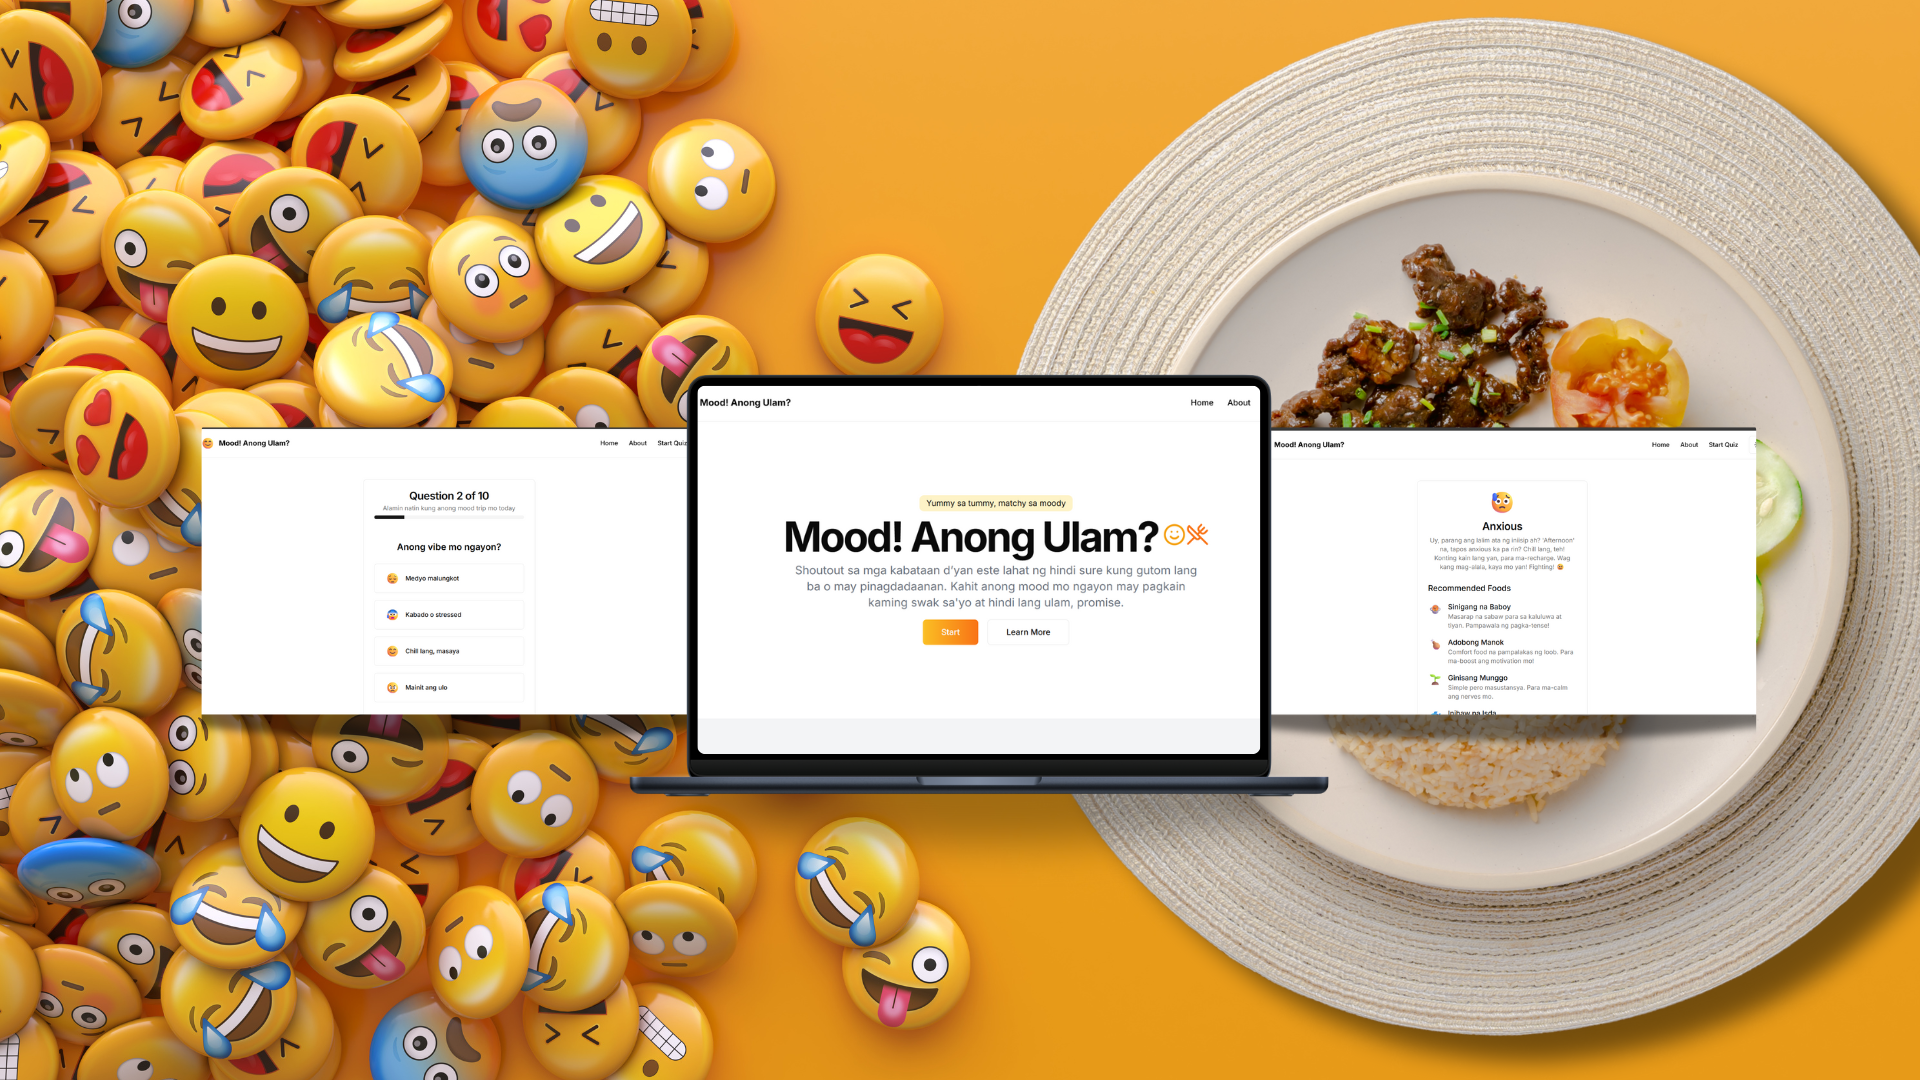 Mood! Anong Ulam?
Home About Start Quiz
Question 2 of 10
Alamin natin kung anong mood trip mo today
Anong vibe mo ngayon?
Medyo malungkot
Kabado o stressed
Chill lang, masaya
Mainit ang ulo
Mood! Anong Ulam?
Home About
Yummy sa tummy, matchy sa moody
Mood! Anong Ulam?
Shoutout sa mga kabataan d'yan este lahat ng hindi sure kung gutom lang
ba o may pinagdadaanan. Kahit anong mood mo ngayon may pagkain
kaming swak sa'yo at hindi lang ulam, promise.
Start Learn More
Mood! Anong Ulam?
Home About Start Quiz
Anxious
Uy, parang ang lalim ata ng iniisip ah? 'Afternoon'
na, tapos anxious ka pa rin? Chill lang, teh!
Konting kain lang yan, para ma-recharge. Wag
kang mag-alala, kaya mo yan! Fighting!
Recommended Foods
Sinigang na Baboy
Masarap na sabaw para sa kaluluwa at
tiyan. Pampawala ng pagka-tense!
Adobong Manok
Comfort food na pampalakas ng loob. Para
ma-boost ang motivation mo!
Ginisang Munggo
Simple pero masustansya. Para ma-calm
ang nerves mo.
Inihaw na Isda